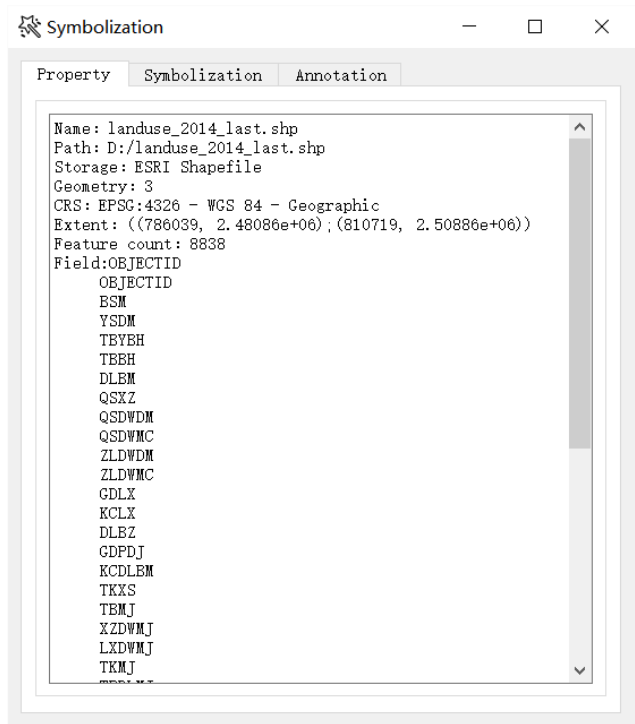 Symbolization
Property Symbolization Annotation
Name: landuse_2014_last.shp
Path: D:/landuse_2014_last.shp
Storage: ESRI Shapefile
Geometry: 3
CRS: EPSG:4326 - WGS 84 - Geographic
Extent: ((786039, 2.48086e+06);(810719, 2.50886e+06))
Feature count: 8838
Field:OBJECTID
OBJECTID
BSM
YSDM
TBYBH
TBBH
DLBM
QSXZ
QSDWDM
QSDWMC
ZLDWDM
ZLDWMC
GDLX
KCLX
DLBZ
GDPDJ
KCDLBM
TKXS
TBMJ
XZDWMJ
LXDWMJ
TKMJ